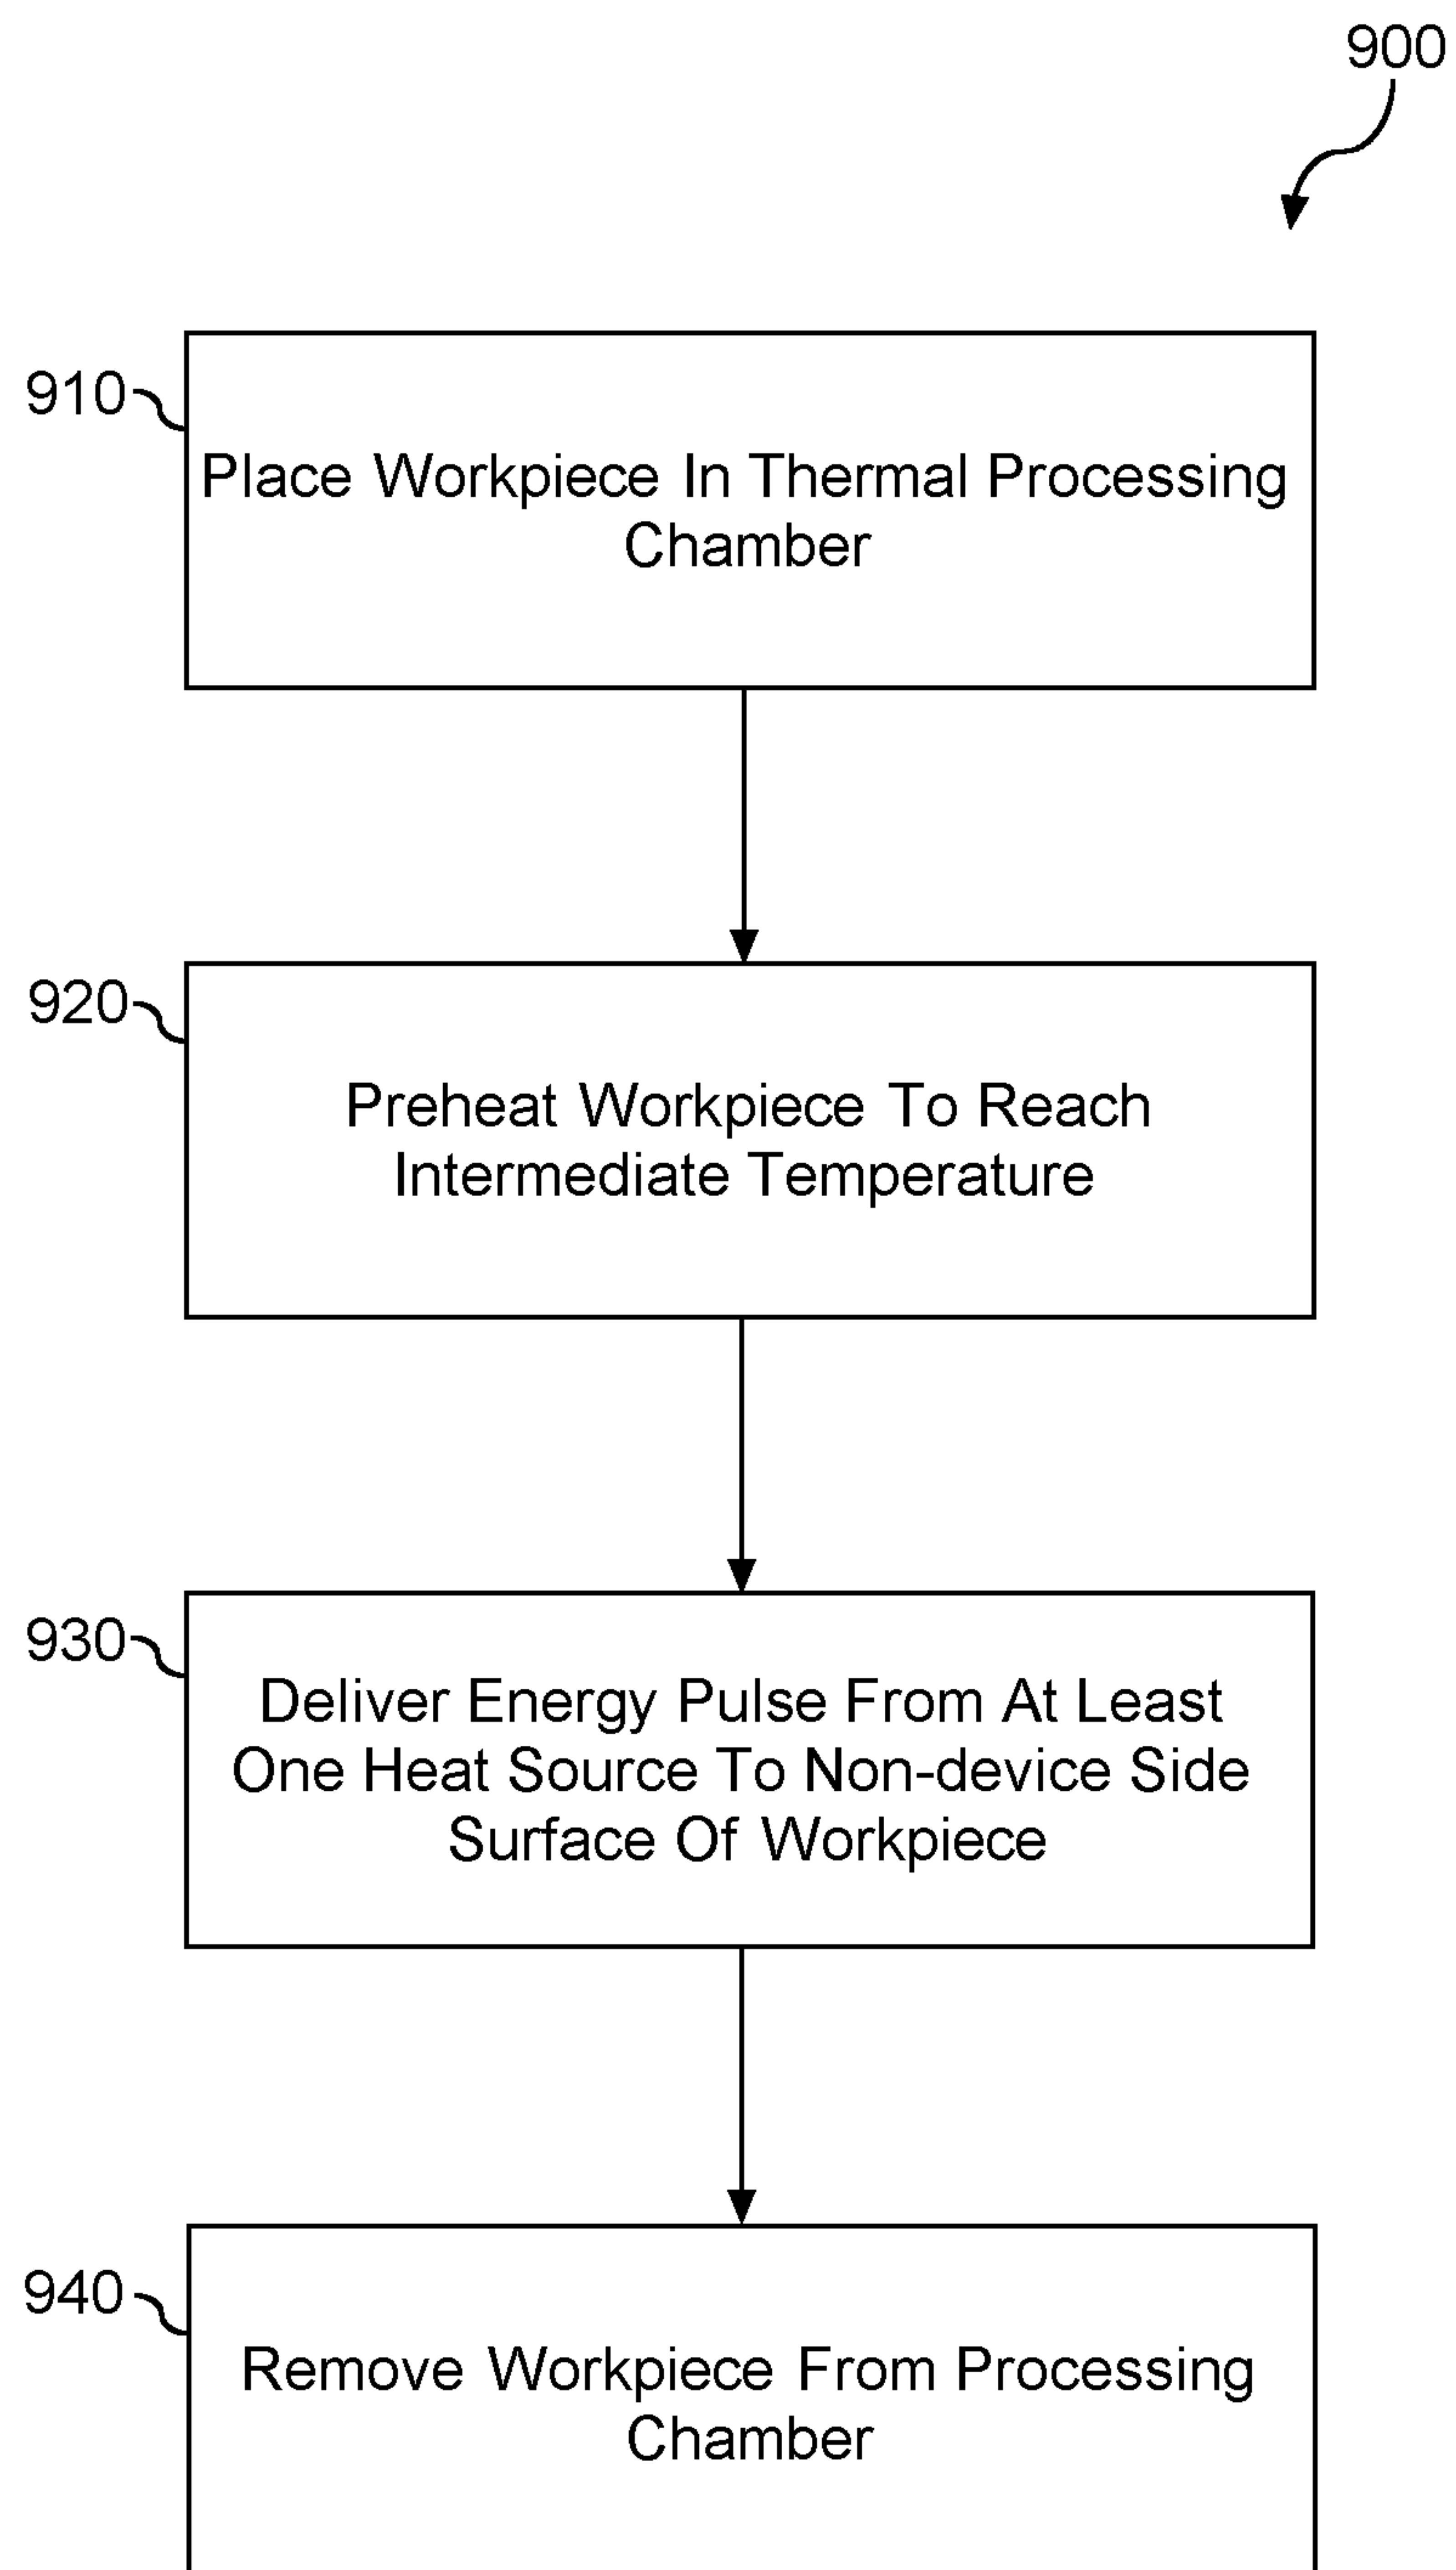 900
910
Place Workpiece In Thermal Processing
Chamber
920
Preheat Workpiece To Reach
Intermediate Temperature
930
Deliver Energy Pulse From At Least
One Heat Source To Non-device Side
Surface Of Workpiece
940
Remove Workpiece From Processing
Chamber